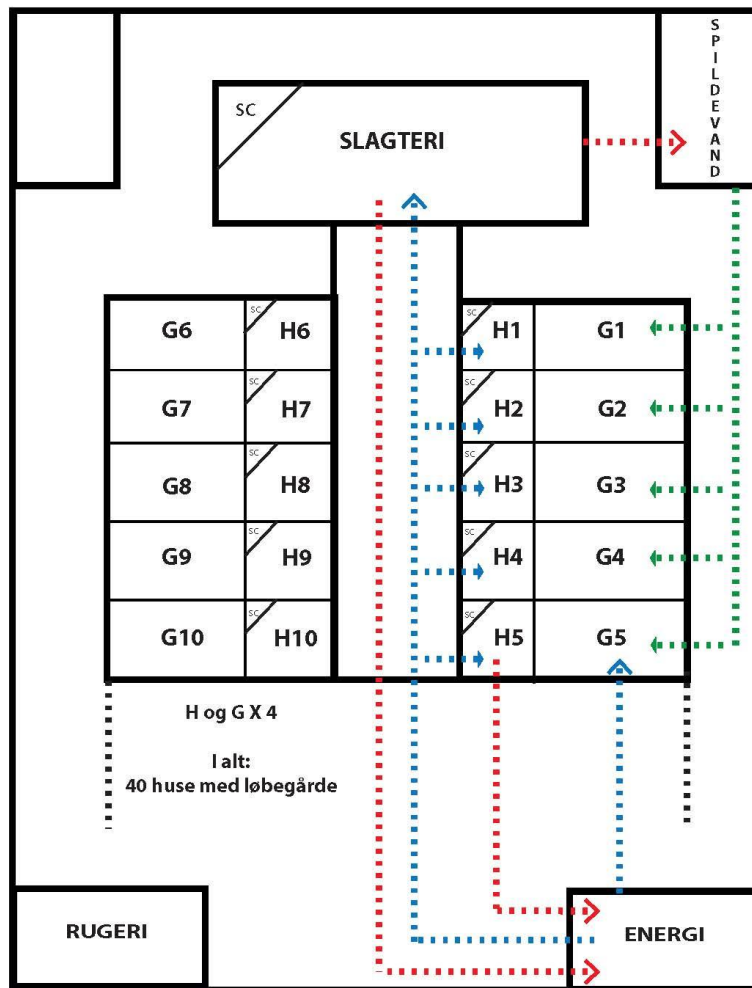 SPILDEVAND
SC
SLAGTERI
G6 SC H6 SC H1 G1
G7 SC H7 SC H2 G2
G8 SC H8 SC H3 G3
G9 SC H9 SC H4 G4
G10 SC H10 SC H5 G5
H og G X 4
I alt:
40 huse med løbegårde
RUGERI
ENERGI